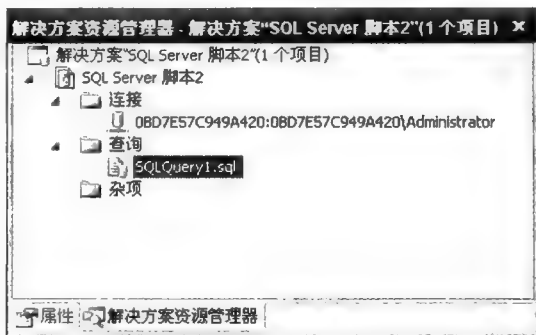 解决方案资源管理器 - 解决方案“SQL Server 脚本2”(1 个项目)
解决方案“SQL Server 脚本2”(1 个项目)
SQL Server 脚本2
连接
0BD7E57C949A420:0BD7E57C949A420\Administrator
查询
SQLQuery1.sql
杂项
属性 解决方案资源管理器